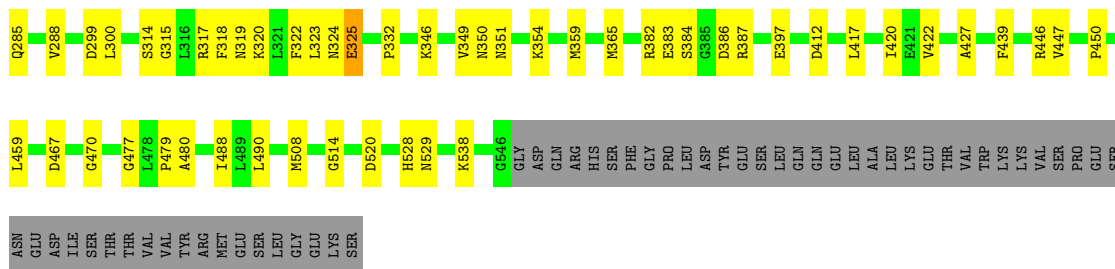 Q285 V288 D299 L300 S314 G315 L316 R317 F318 N319 K320 L321 F322 L323 N324 E325 P332 K346 V349 N350 N351 K354 M359 M365 R382 E383 S384 G385 D386 R387 E397 D412 L417 I420 E421 V422 A427 F439 R446 V447 P450
L459 D467 G470 G477 L478 P479 A480 I488 L489 L490 M508 G514 D520 H528 N529 K538 G546 GLY ASP GLN ARG HIS SER PHE GLY PRO LEU ASP TYR GLU SER LEU GLN GLN GLU LEU ALA LEU LYS GLU THR VAL TRP LYS LYS VAL SER PRO GLU SER
ASN GLU ASP ILE SER THR THR VAL VAL TYR ARG MET GLU SER LEU GLY GLU LYS SER